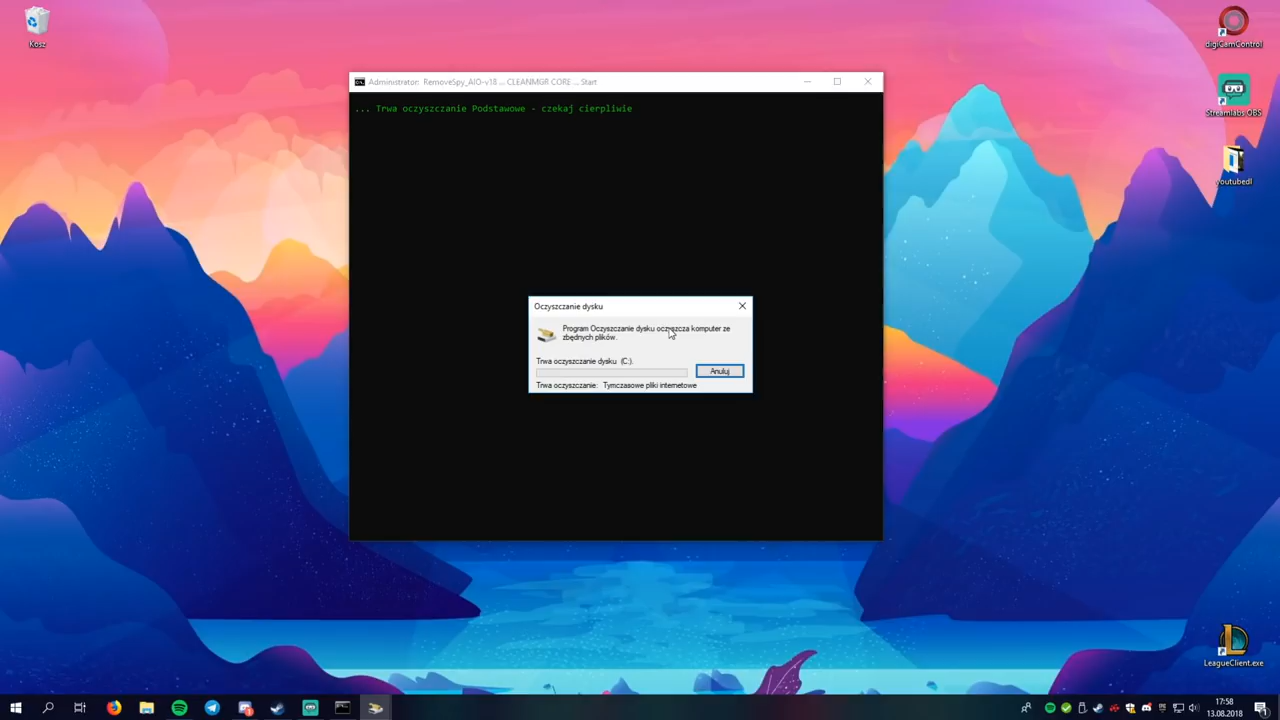 Kosz
digiCamControl
Streamlabs OBS
youtubedl
Administrator: RemoveSpy_AIO-v18 ... CLEANMGR CORE ... Start
... Trwa oczyszczanie Podstawowe - czekaj cierpliwie
Oczyszczanie dysku
Program Oczyszczanie dysku oczyszcza komputer ze
zbędnych plików.
Trwa oczyszczanie dysku (C:).
Anuluj
Trwa oczyszczanie: Tymczasowe pliki internetowe
LeagueClient.exe
17:58
13.08.2018